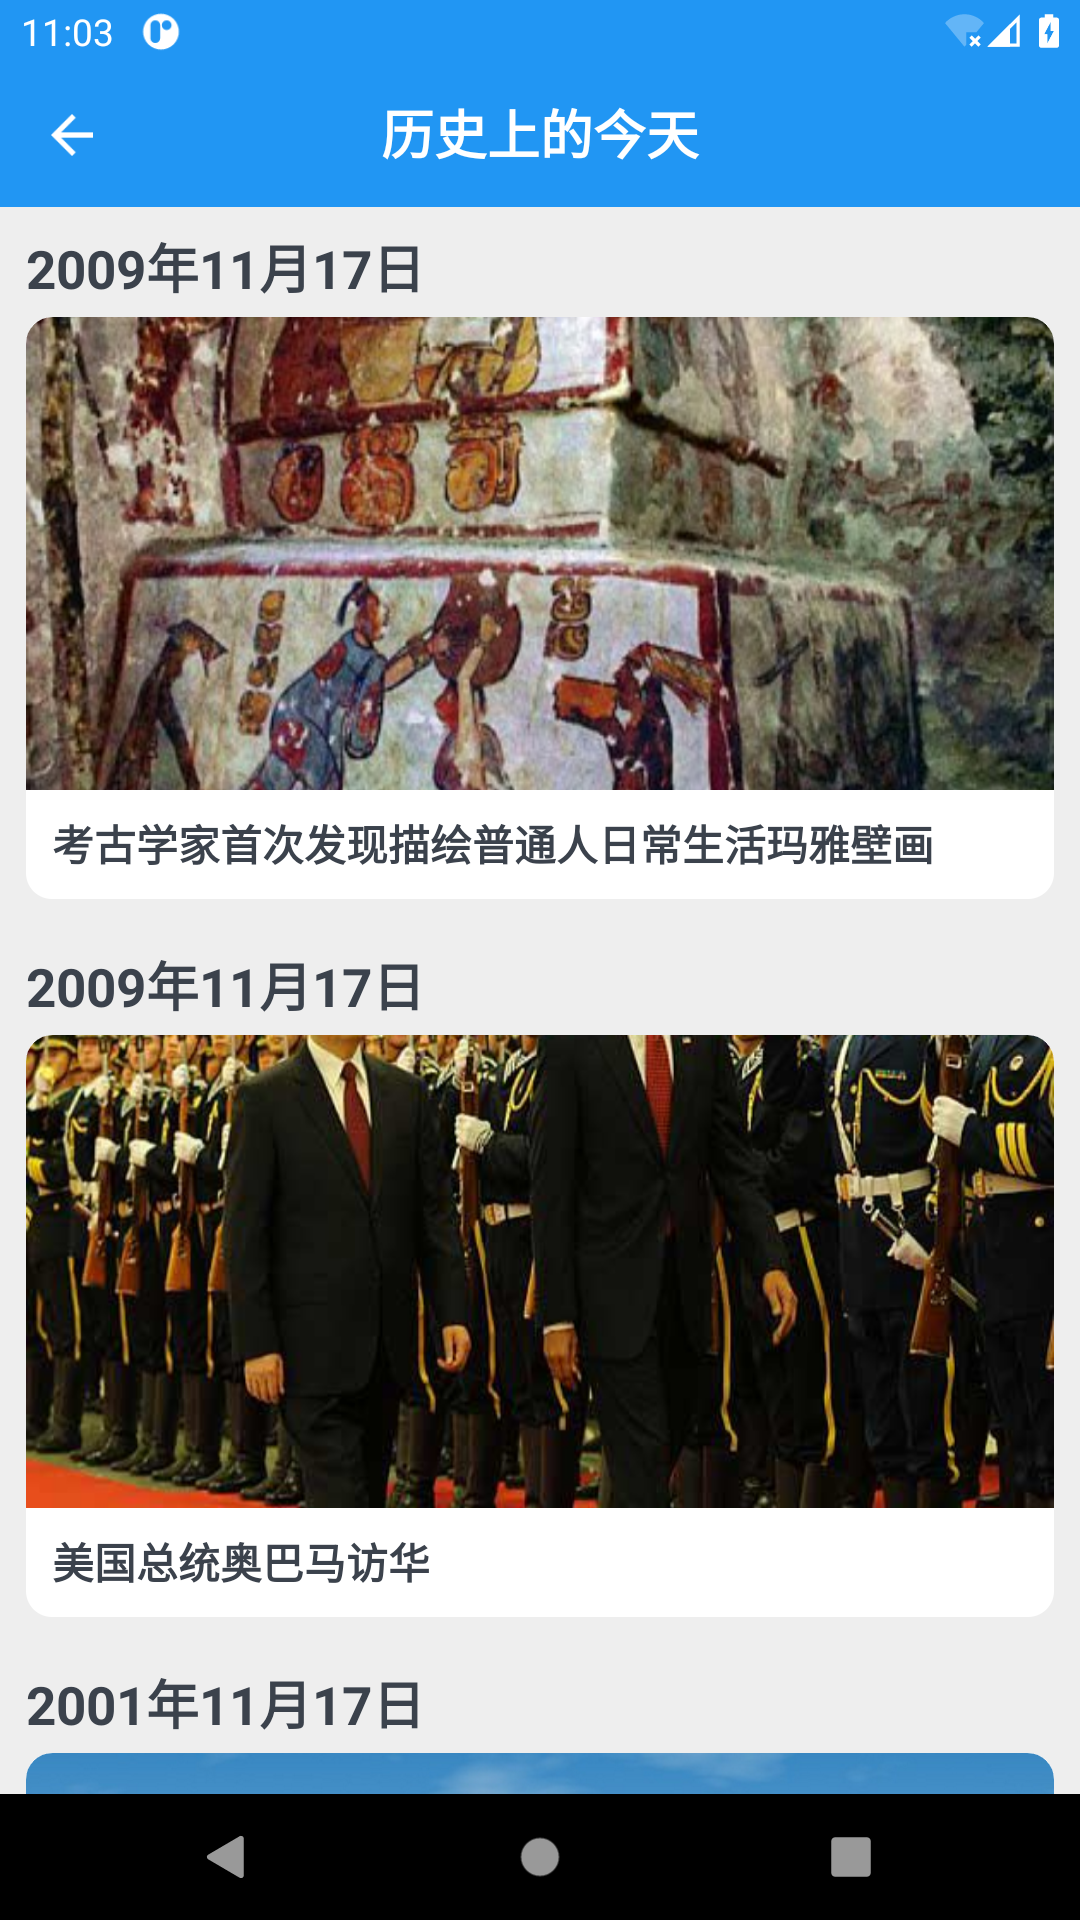 11:03
历史上的今天
2009年11月17日
考古学家首次发现描绘普通人日常生活玛雅壁画
2009年11月17日
美国总统奥巴马访华
2001年11月17日